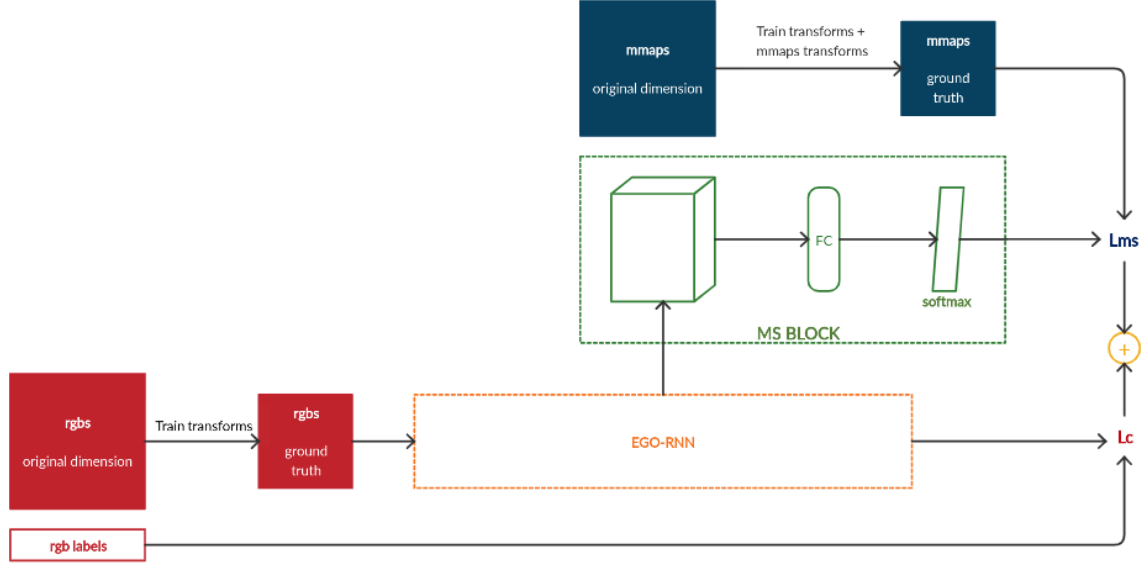 mmaps
original dimension
Train transforms +
mmaps transforms
mmaps
ground
truth
FC
softmax
MS BLOCK
Lms
+
rgbs
original dimension
Train transforms
rgbs
ground
truth
EGO-RNN
Lc
rgb labels